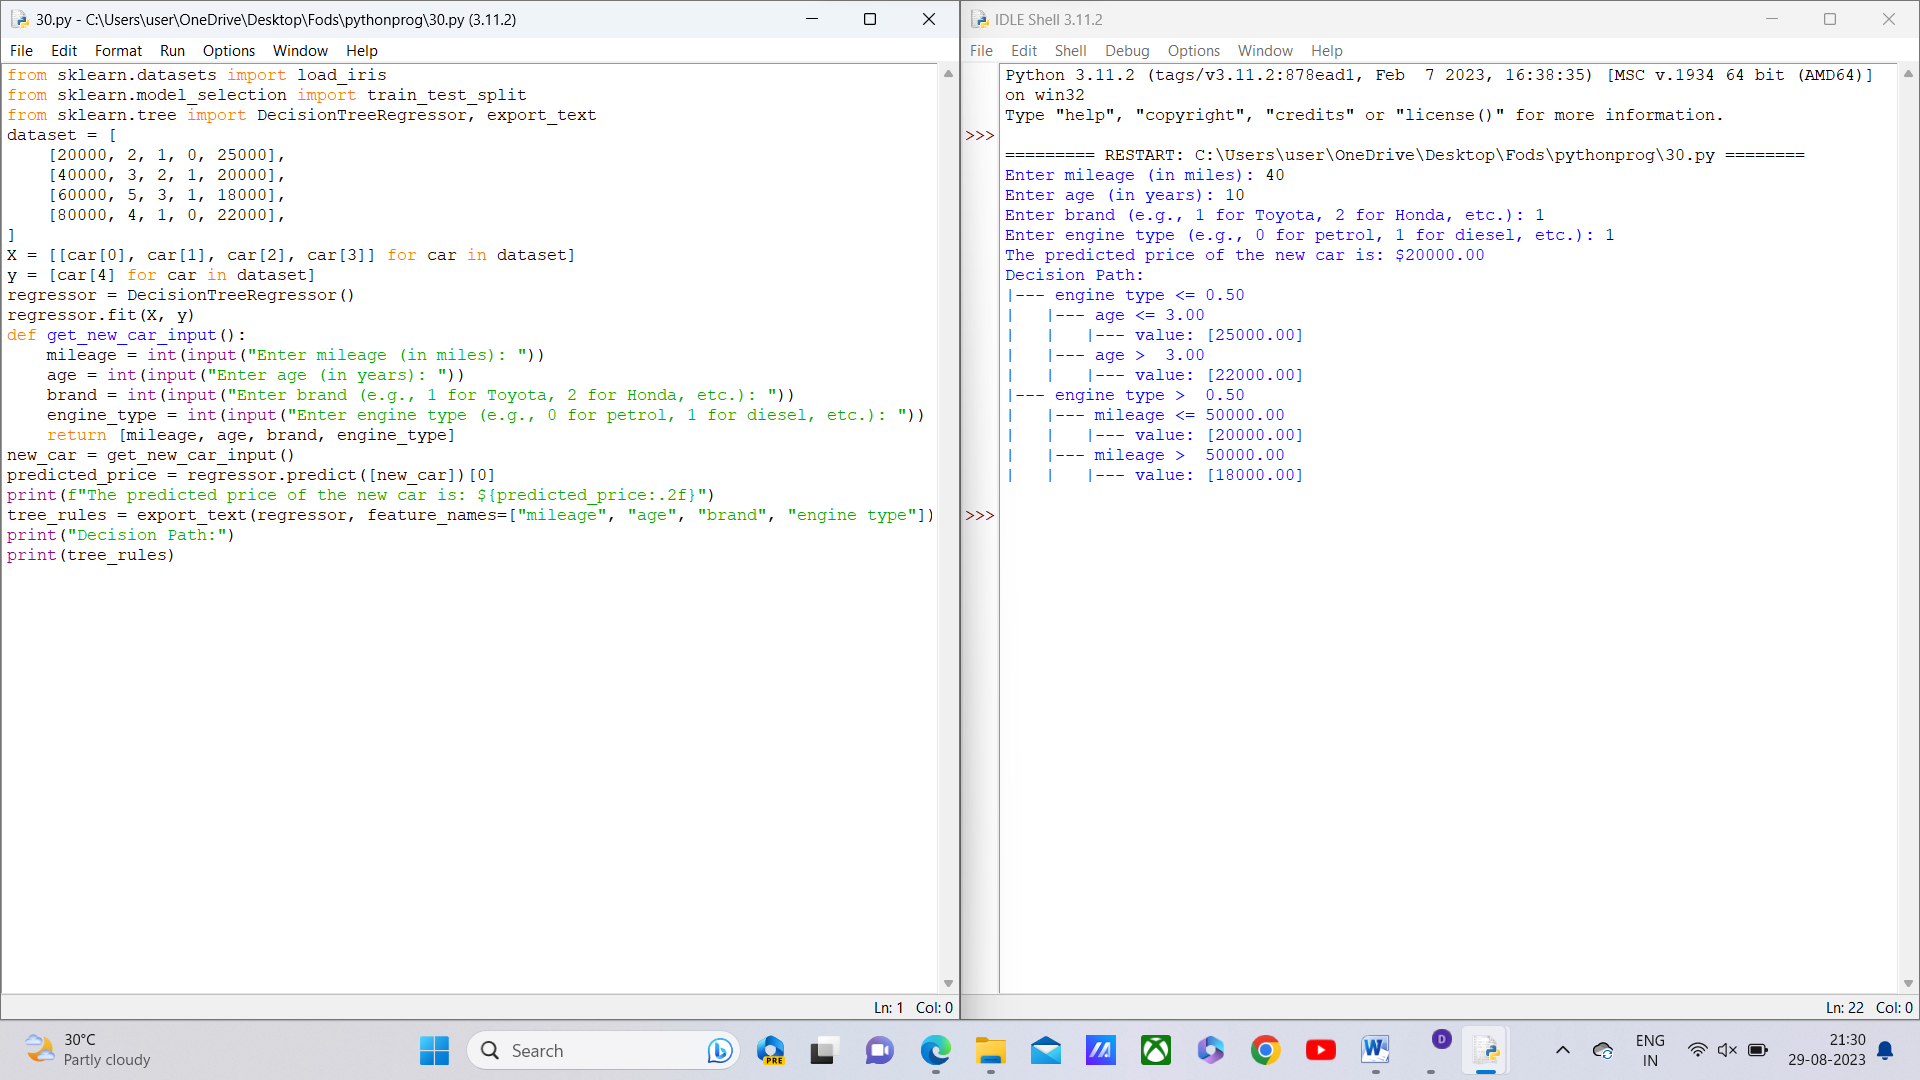 30.py - C:\Users\user\OneDrive\Desktop\Fods\pythonprog\30.py (3.11.2)
File Edit Format Run Options Window Help
from sklearn.datasets import load_iris
from sklearn.model_selection import train_test_split
from sklearn.tree import DecisionTreeRegressor, export_text
dataset = [
    [20000, 2, 1, 0, 25000],
    [40000, 3, 2, 1, 20000],
    [60000, 5, 3, 1, 18000],
    [80000, 4, 1, 0, 22000],
]
X = [[car[0], car[1], car[2], car[3]] for car in dataset]
y = [car[4] for car in dataset]
regressor = DecisionTreeRegressor()
regressor.fit(X, y)
def get_new_car_input():
    mileage = int(input("Enter mileage (in miles): "))
    age = int(input("Enter age (in years): "))
    brand = int(input("Enter brand (e.g., 1 for Toyota, 2 for Honda, etc.): "))
    engine_type = int(input("Enter engine type (e.g., 0 for petrol, 1 for diesel, etc.): "))
    return [mileage, age, brand, engine_type]
new_car = get_new_car_input()
predicted_price = regressor.predict([new_car])[0]
print(f"The predicted price of the new car is: ${predicted_price:.2f}")
tree_rules = export_text(regressor, feature_names=["mileage", "age", "brand", "engine type"])
print("Decision Path:")
print(tree_rules)
Ln: 1 Col: 0
IDLE Shell 3.11.2
File Edit Shell Debug Options Window Help
Python 3.11.2 (tags/v3.11.2:878ead1, Feb  7 2023, 16:38:35) [MSC v.1934 64 bit (AMD64)]
on win32
Type "help", "copyright", "credits" or "license()" for more information.
>>>
========= RESTART: C:\Users\user\OneDrive\Desktop\Fods\pythonprog\30.py ========
Enter mileage (in miles): 40
Enter age (in years): 10
Enter brand (e.g., 1 for Toyota, 2 for Honda, etc.): 1
Enter engine type (e.g., 0 for petrol, 1 for diesel, etc.): 1
The predicted price of the new car is: $20000.00
Decision Path:
|--- engine type <= 0.50
|   |--- age <= 3.00
|   |   |--- value: [25000.00]
|   |--- age >  3.00
|   |   |--- value: [22000.00]
|--- engine type >  0.50
|   |--- mileage <= 50000.00
|   |   |--- value: [20000.00]
|   |--- mileage >  50000.00
|   |   |--- value: [18000.00]
>>>
Ln: 22 Col: 0
30°C
Partly cloudy
Search
PRE
D
ENG
IN
21:30
29-08-2023